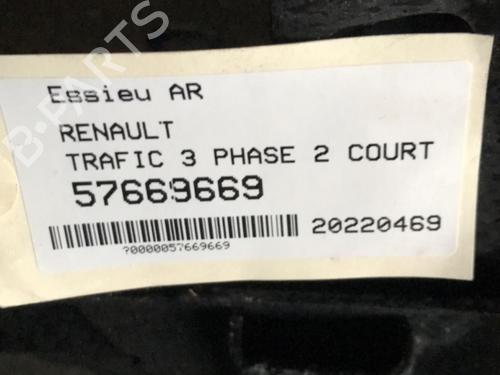 B-PARTS
Essieu AR
RENAULT
TRAFIC 3 PHASE 2 COURT
57669669
20220469
?0000057669669